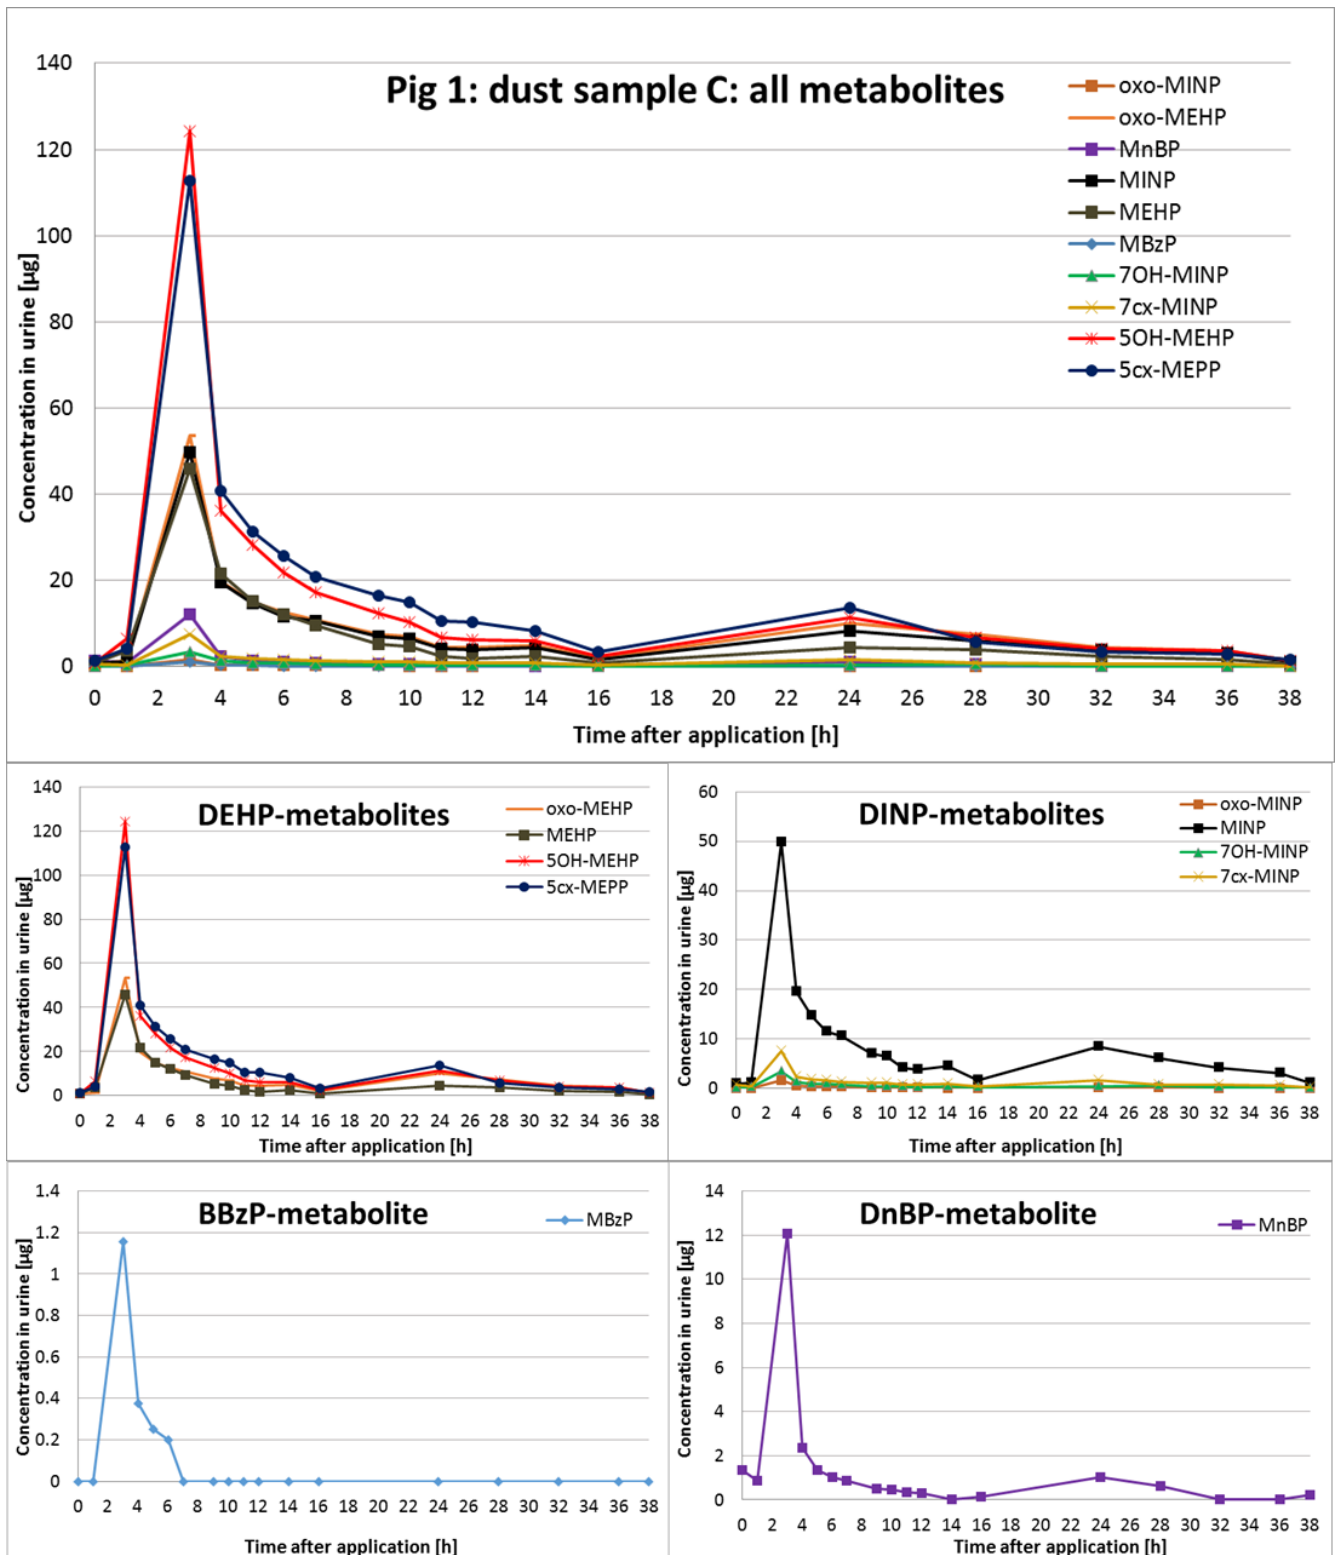 Pig 1: dust sample C: all metabolites
Concentration in urine [µg]
140
120
100
80
60
40
20
0
0 2 4 6 8 10 12 14 16 18 20 22 24 26 28 30 32 34 36 38
Time after application [h]
oxo-MINP
oxo-MEHP
MnBP
MINP
MEHP
MBzP
7OH-MINP
7cx-MINP
5OH-MEHP
5cx-MEPP
DEHP-metabolites
Concentration in urine [µg]
140
120
100
80
60
40
20
0
0 2 4 6 8 10 12 14 16 18 20 22 24 26 28 30 32 34 36 38
Time after application [h]
oxo-MEHP
MEHP
5OH-MEHP
5cx-MEPP
DINP-metabolites
Concentration in urine [µg]
60
50
40
30
20
10
0
0 2 4 6 8 10 12 14 16 18 20 22 24 26 28 30 32 34 36 38
Time after application [h]
oxo-MINP
MINP
7OH-MINP
7cx-MINP
BBzP-metabolite
Concentration in urine [µg]
1.4
1.2
1
0.8
0.6
0.4
0.2
0
0 2 4 6 8 10 12 14 16 18 20 22 24 26 28 30 32 34 36 38
Time after application [h]
MBzP
DnBP-metabolite
Concentration in urine [µg]
14
12
10
8
6
4
2
0
0 2 4 6 8 10 12 14 16 18 20 22 24 26 28 30 32 34 36 38
Time after application [h]
MnBP